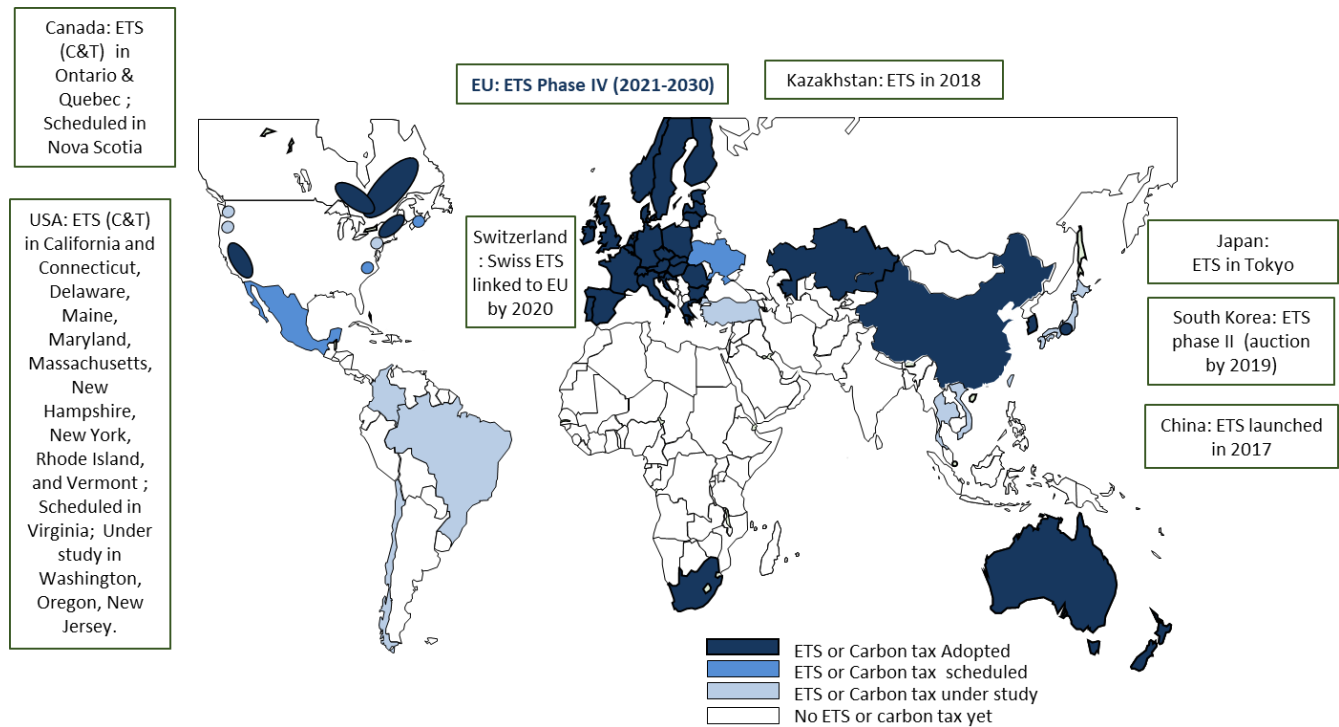 Canada: ETS
(C&T) in
Ontario &
Quebec ;
Scheduled in
Nova Scotia
EU: ETS Phase IV (2021-2030)
Kazakhstan: ETS in 2018
USA: ETS (C&T)
in California and
Connecticut,
Delaware,
Maine,
Maryland,
Massachusetts,
New
Hampshire,
New York,
Rhode Island,
and Vermont ;
Scheduled in
Virginia; Under
study in
Washington,
Oregon, New
Jersey.
Switzerland
: Swiss ETS
linked to EU
by 2020
Japan:
ETS in Tokyo
South Korea: ETS
phase II (auction
by 2019)
China: ETS launched
in 2017
ETS or Carbon tax Adopted
ETS or Carbon tax scheduled
ETS or Carbon tax under study
No ETS or carbon tax yet